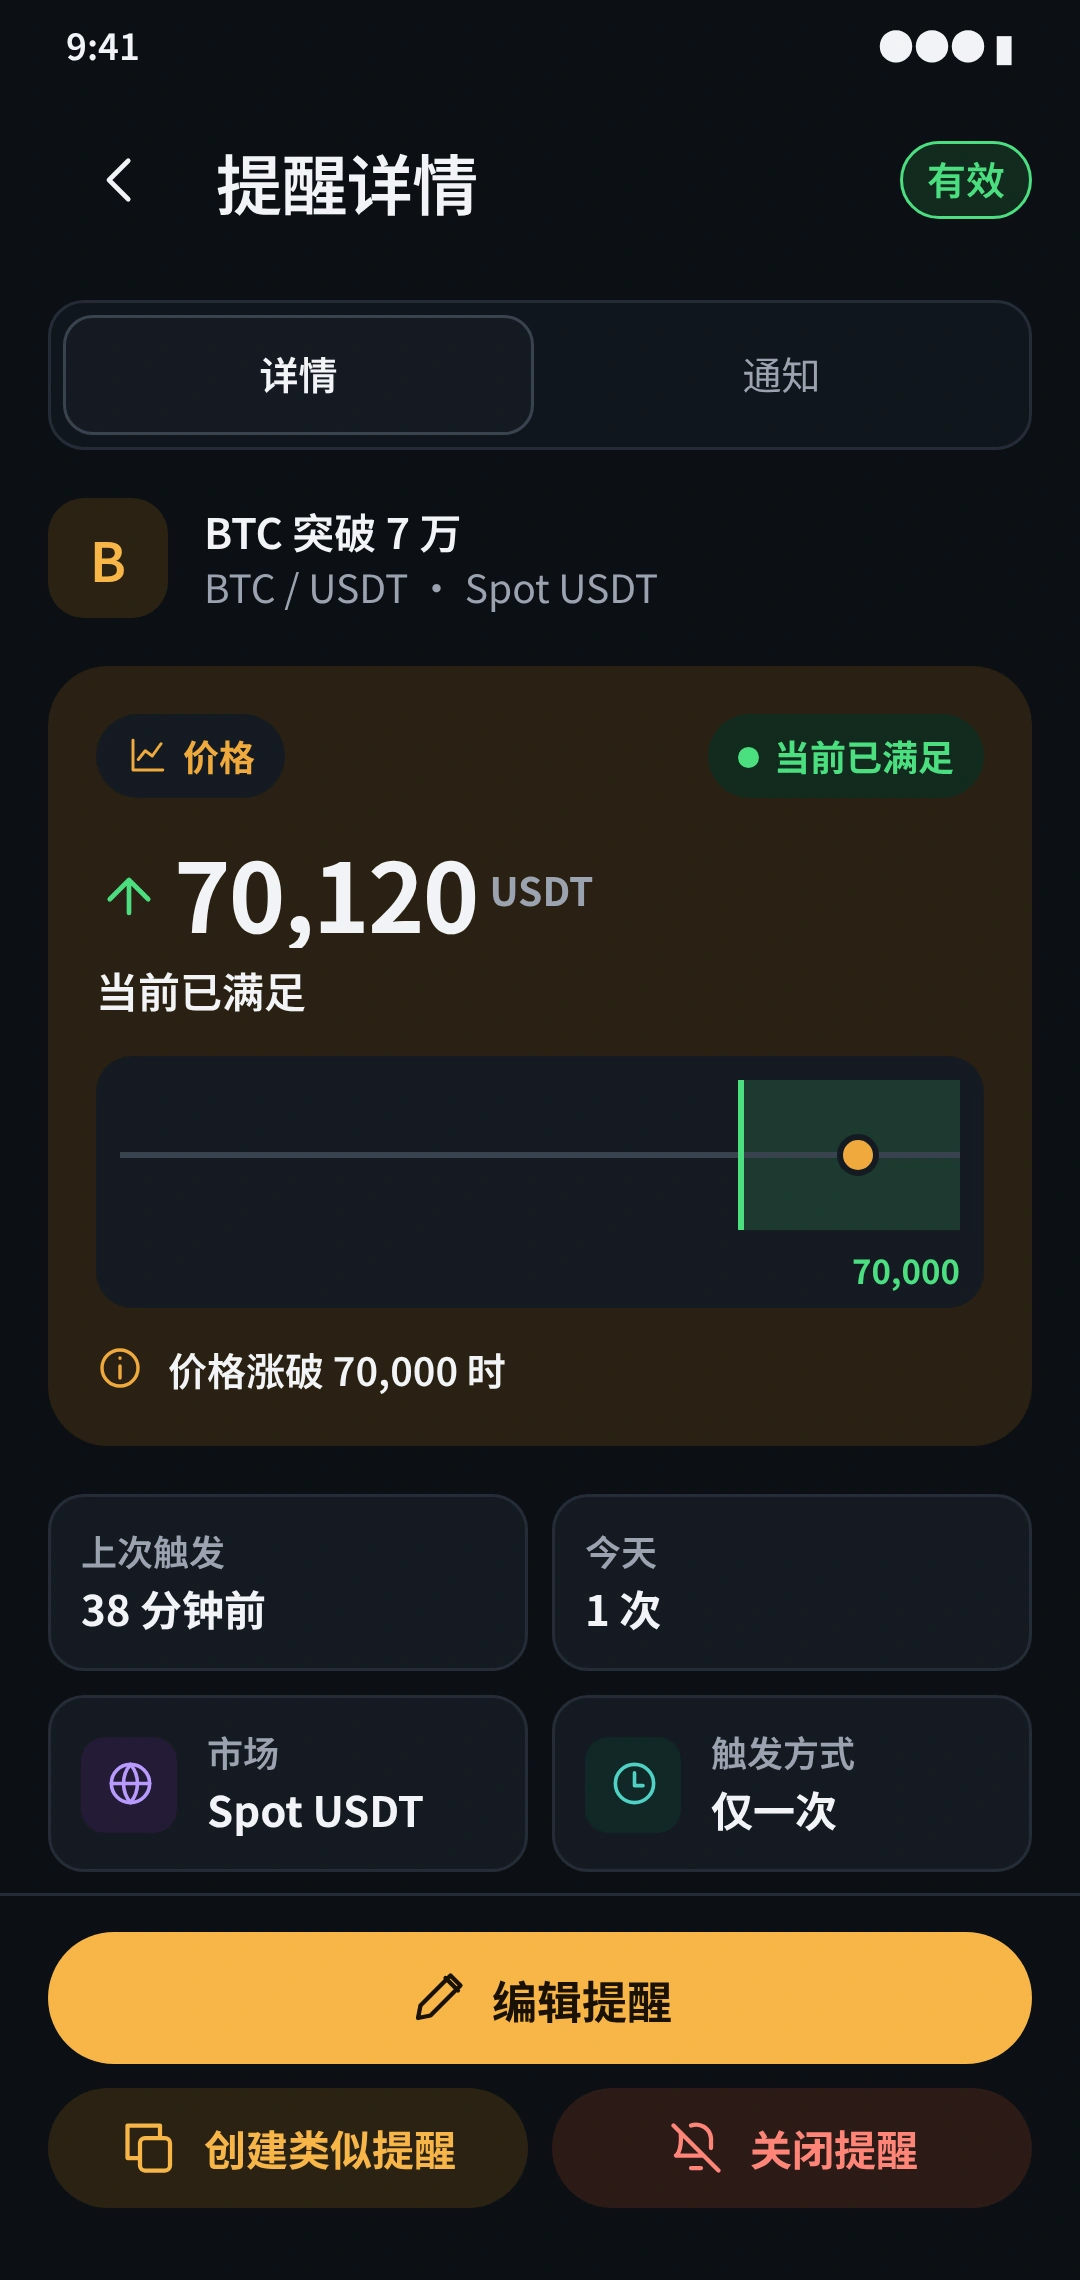 9:41
提醒详情
有效
详情
通知
B
BTC 突破 7 万
BTC / USDT • Spot USDT
价格
当前已满足
70,120 USDT
当前已满足
70,000
价格涨破 70,000 时
上次触发
38 分钟前
今天
1 次
市场
Spot USDT
触发方式
仅一次
编辑提醒
创建类似提醒
关闭提醒